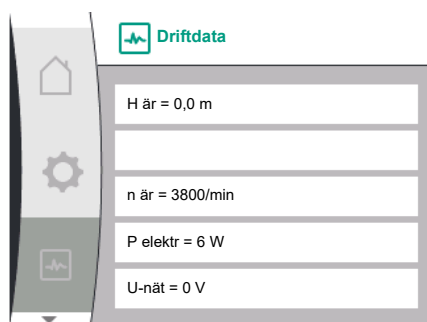 Driftdata
H är = 0,0 m
n är = 3800/min
P elektr = 6 W
U-nät = 0 V